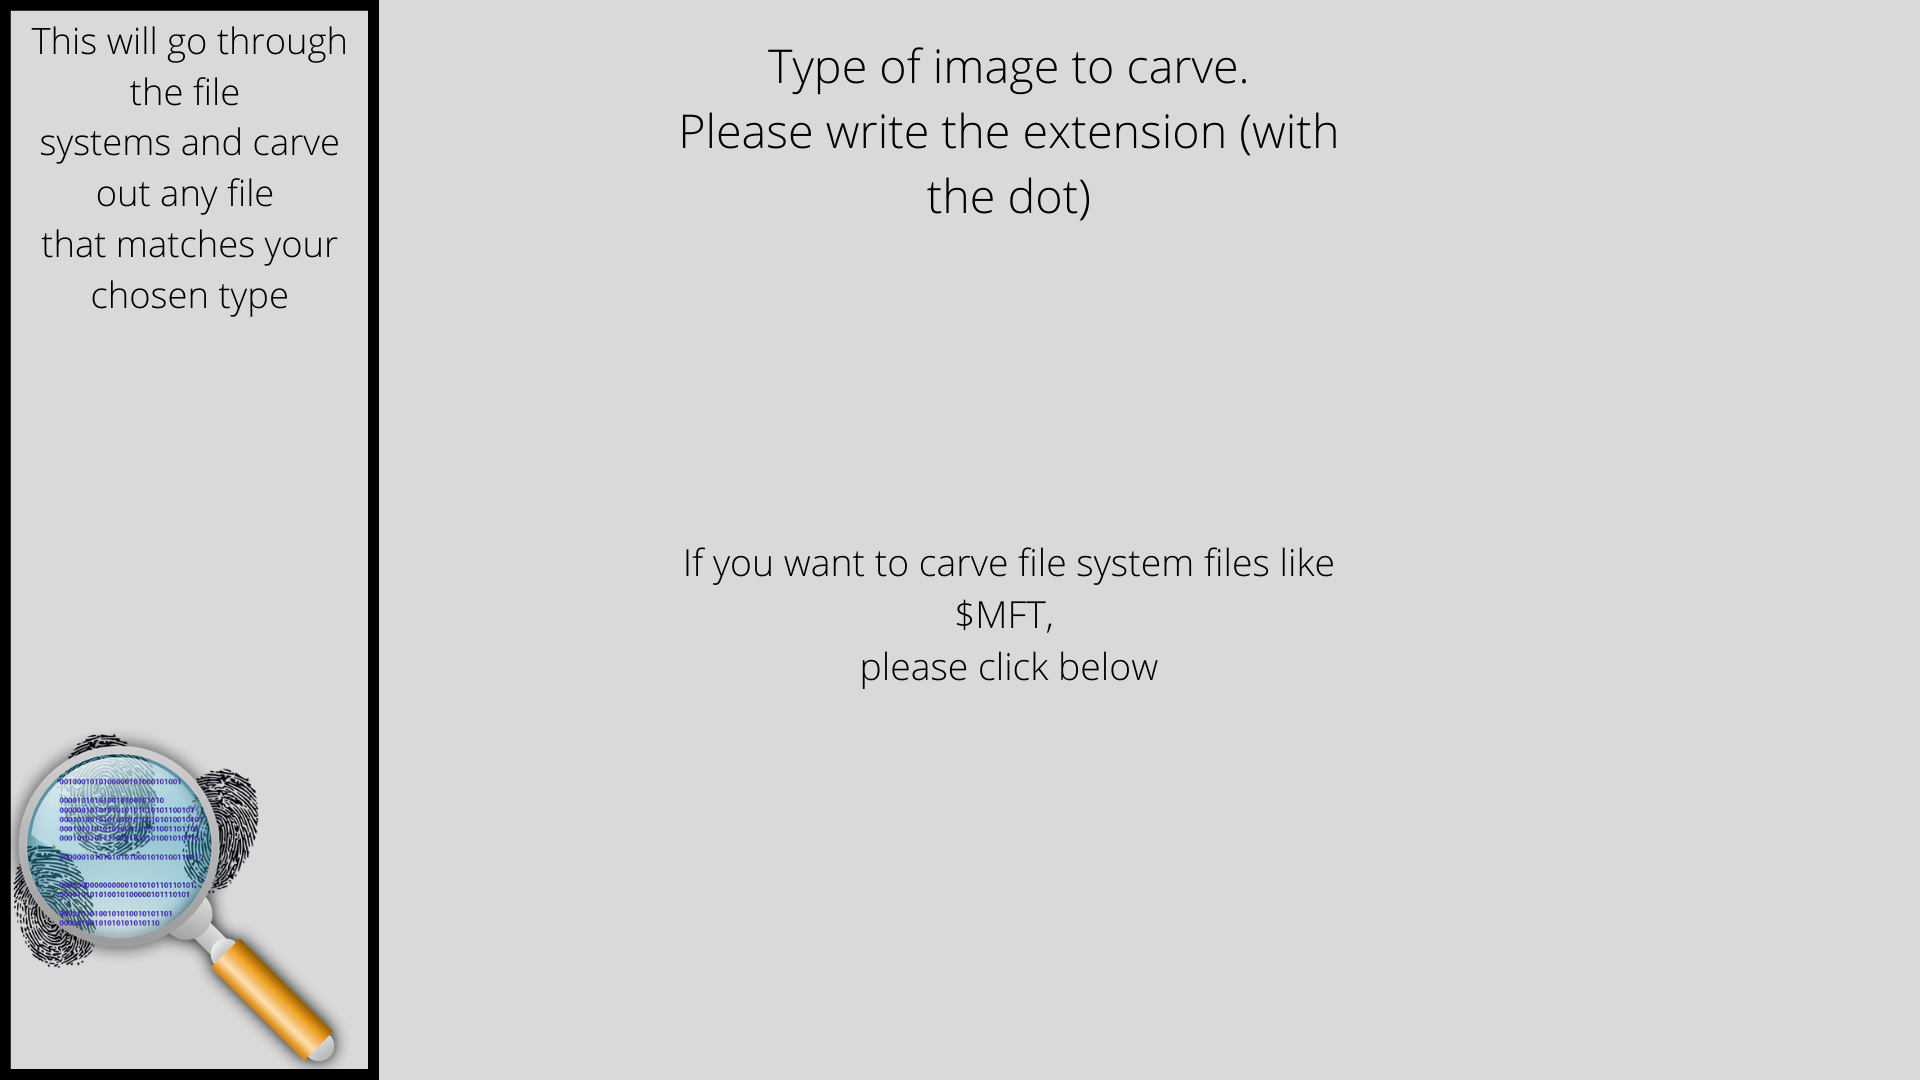 This will go through
the file
systems and carve
out any file
that matches your
chosen type
Type of image to carve.
Please write the extension (with
the dot)
If you want to carve file system files like
$MFT,
please click below